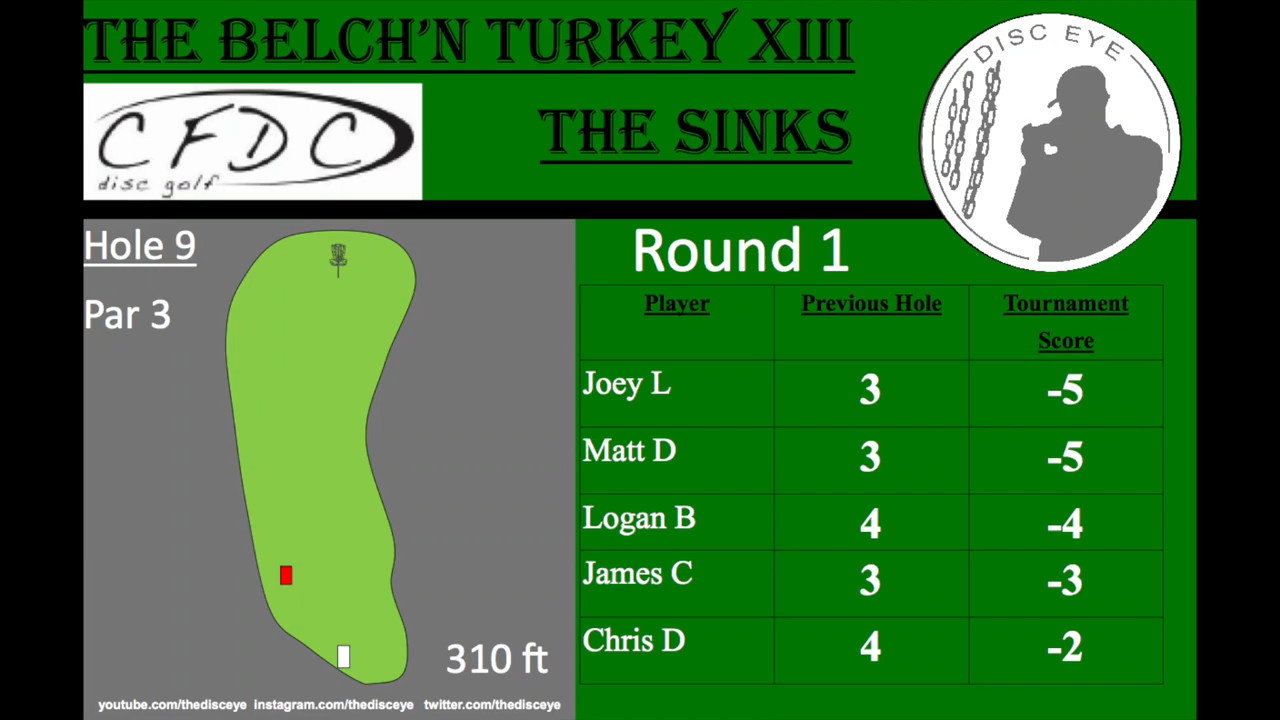 THE BELCH'N TURKEY XIII
THE SINKS
CFDC
disc golf
DISC EYE
Hole 9
Par 3
310 ft
youtube.com/thedisceye instagram.com/thedisceye twitter.com/thedisceye
Round 1
Player Previous Hole Tournament
Score
Joey L 3 -5
Matt D 3 -5
Logan B 4 -4
James C 3 -3
Chris D 4 -2